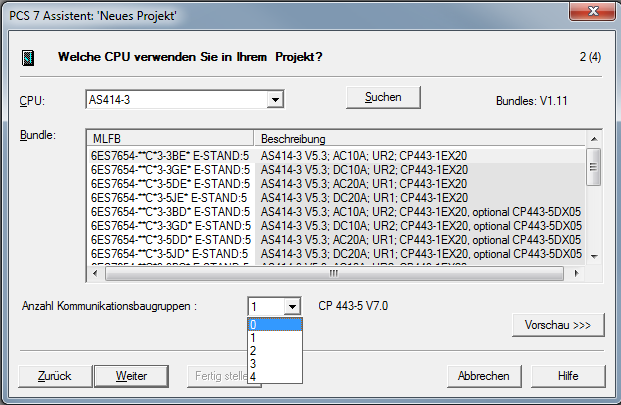 PCS 7 Assistent: 'Neues Projekt'
Welche CPU verwenden Sie in Ihrem Projekt? 2 (4)
CPU: AS414-3 Suchen Bundles: V1.11
Bundle: MLFB Beschreibung
6ES7654-**C*3-3BE* E-STAND:5 AS414-3 V5.3; AC10A; UR2; CP443-1EX20
6ES7654-**C*3-3GE* E-STAND:5 AS414-3 V5.3; DC10A; UR2; CP443-1EX20
6ES7654-**C*3-5DE* E-STAND:5 AS414-3 V5.3; AC20A; UR1; CP443-1EX20
6ES7654-**C*3-5JE* E-STAND:5 AS414-3 V5.3; DC20A; UR1; CP443-1EX20
6ES7654-**C*3-3BD* E-STAND:5 AS414-3 V5.3; AC10A; UR2; CP443-1EX20, optional CP443-5DX05
6ES7654-**C*3-3GD* E-STAND:5 AS414-3 V5.3; DC10A; UR2; CP443-1EX20, optional CP443-5DX05
6ES7654-**C*3-5DD* E-STAND:5 AS414-3 V5.3; AC20A; UR1; CP443-1EX20, optional CP443-5DX05
6ES7654-**C*3-5JD* E-STAND:5 AS414-3 V5.3; DC20A; UR1; CP443-1EX20, optional CP443-5DX05
Anzahl Kommunikationsbaugruppen : 1 CP 443-5 V7.0
0
1
2
3
4
Vorschau >>>
Zurück Weiter Fertig stelle Abbrechen Hilfe